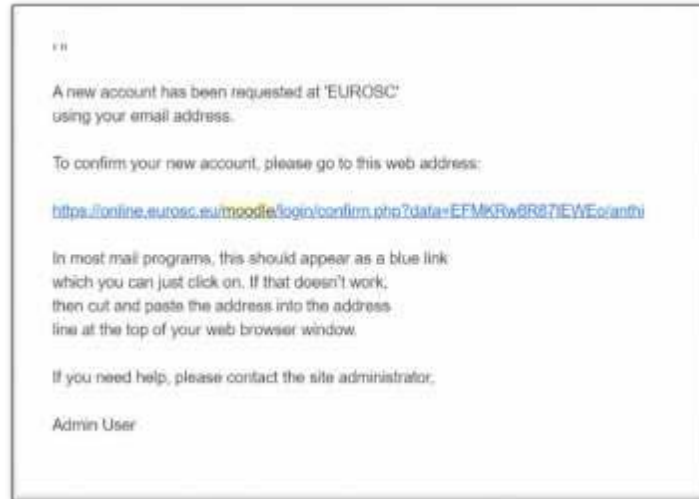 A new account has been requested at 'EUROSC'
using your email address.
To confirm your new account, please go to this web address:
https://online.eurosc.eu/moodle/login/confirm.php?data=
In most mail programs, this should appear as a blue link
which you can just click on. If that doesn't work,
then cut and paste the address into the address
line at the top of your web browser window.
If you need help, please contact the site administrator,
Admin User